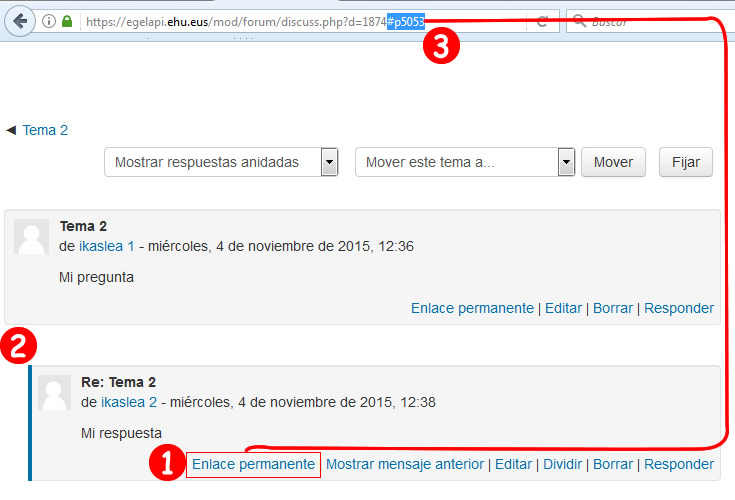 https://egelapi.ehu.eus/mod/forum/discuss.php?d=1874#p5053
Buscar
3
◄ Tema 2
Mostrar respuestas anidadas
Mover este tema a...
Mover
Fijar
Tema 2
de ikaslea 1 - miércoles, 4 de noviembre de 2015, 12:36
Mi pregunta
Enlace permanente | Editar | Borrar | Responder
2
Re: Tema 2
de ikaslea 2 - miércoles, 4 de noviembre de 2015, 12:38
Mi respuesta
1
Enlace permanente Mostrar mensaje anterior | Editar | Dividir | Borrar | Responder